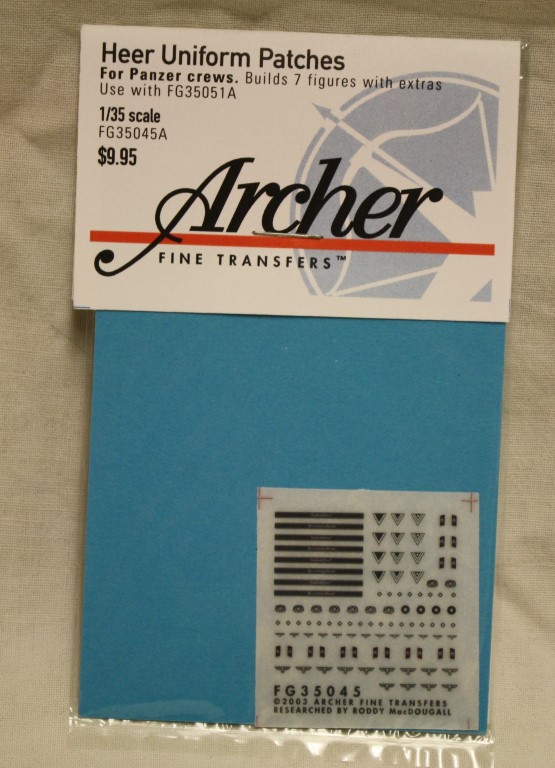 Heer Uniform Patches
For Panzer crews. Builds 7 figures with extras
Use with FG35051A
1/35 scale
FG35045A
$9.95
Archer
FINE TRANSFERS™
FG35045
©2003 ARCHER FINE TRANSFERS
RESEARCHED BY RODDY MacDOUGALL